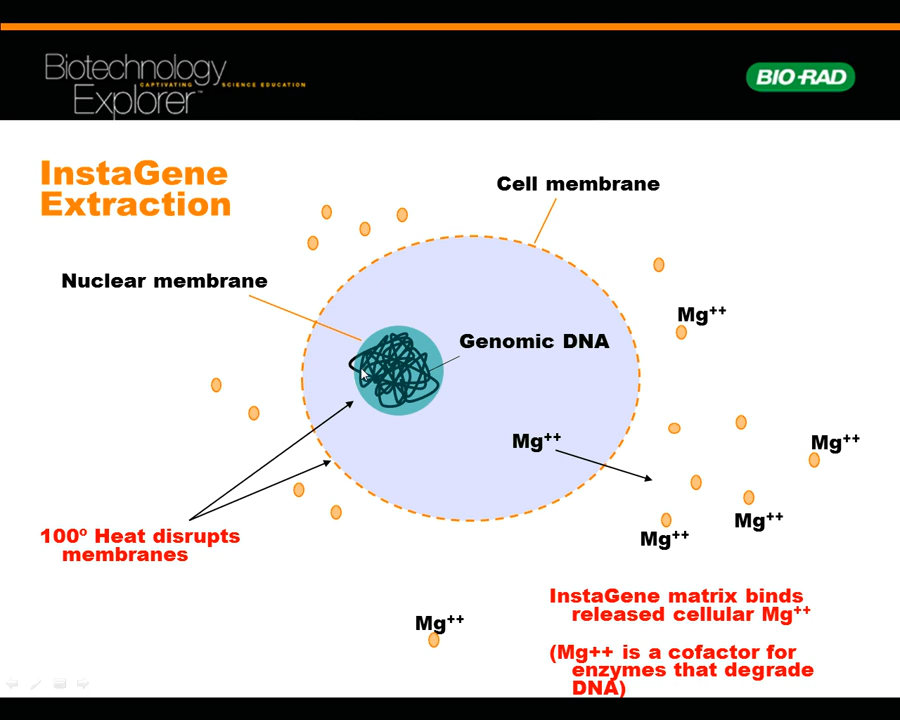 Biotechnology
CAPTIVATING SCIENCE EDUCATION
Explorer™
BIO-RAD
InstaGene
Extraction
Cell membrane
Nuclear membrane
Mg⁺⁺
Genomic DNA
Mg⁺⁺
Mg⁺⁺
Mg⁺⁺
Mg⁺⁺
100º Heat disrupts
membranes
InstaGene matrix binds
released cellular Mg⁺⁺
Mg⁺⁺
(Mg++ is a cofactor for
enzymes that degrade
DNA)